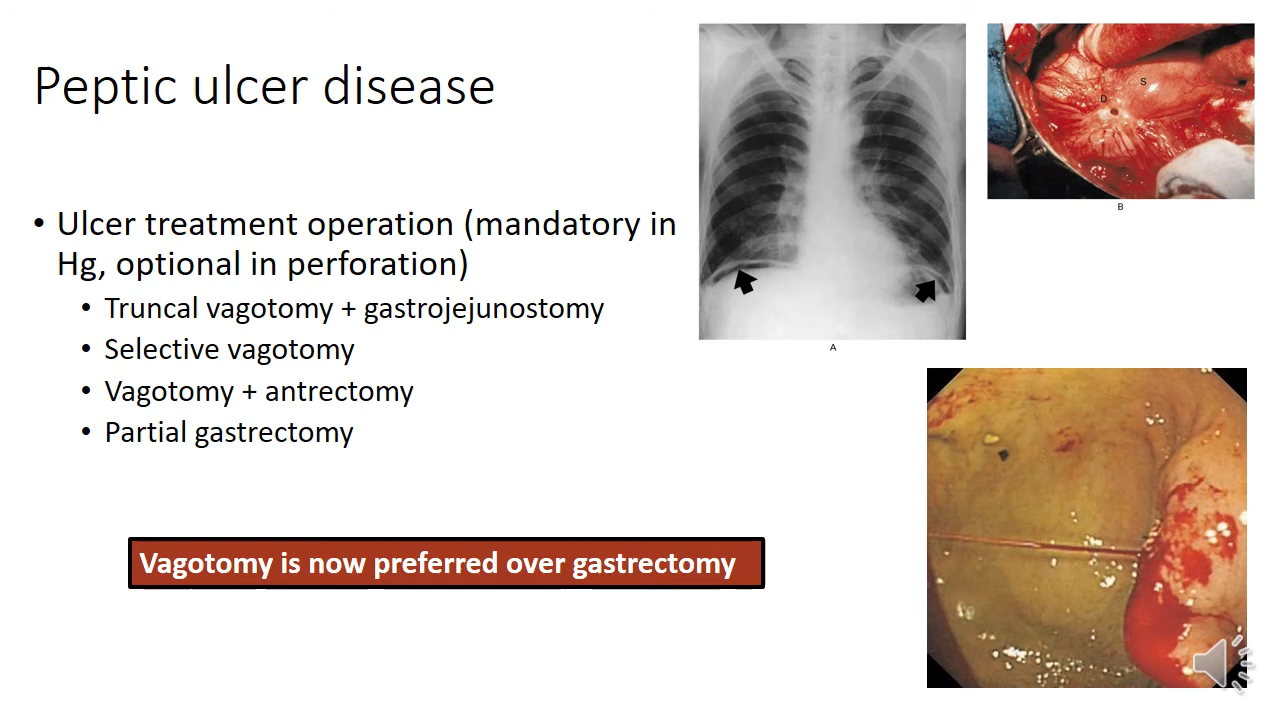 Peptic ulcer disease
• Ulcer treatment operation (mandatory in
Hg, optional in perforation)
• Truncal vagotomy + gastrojejunostomy
• Selective vagotomy
• Vagotomy + antrectomy
• Partial gastrectomy
Vagotomy is now preferred over gastrectomy
A
S
D
B